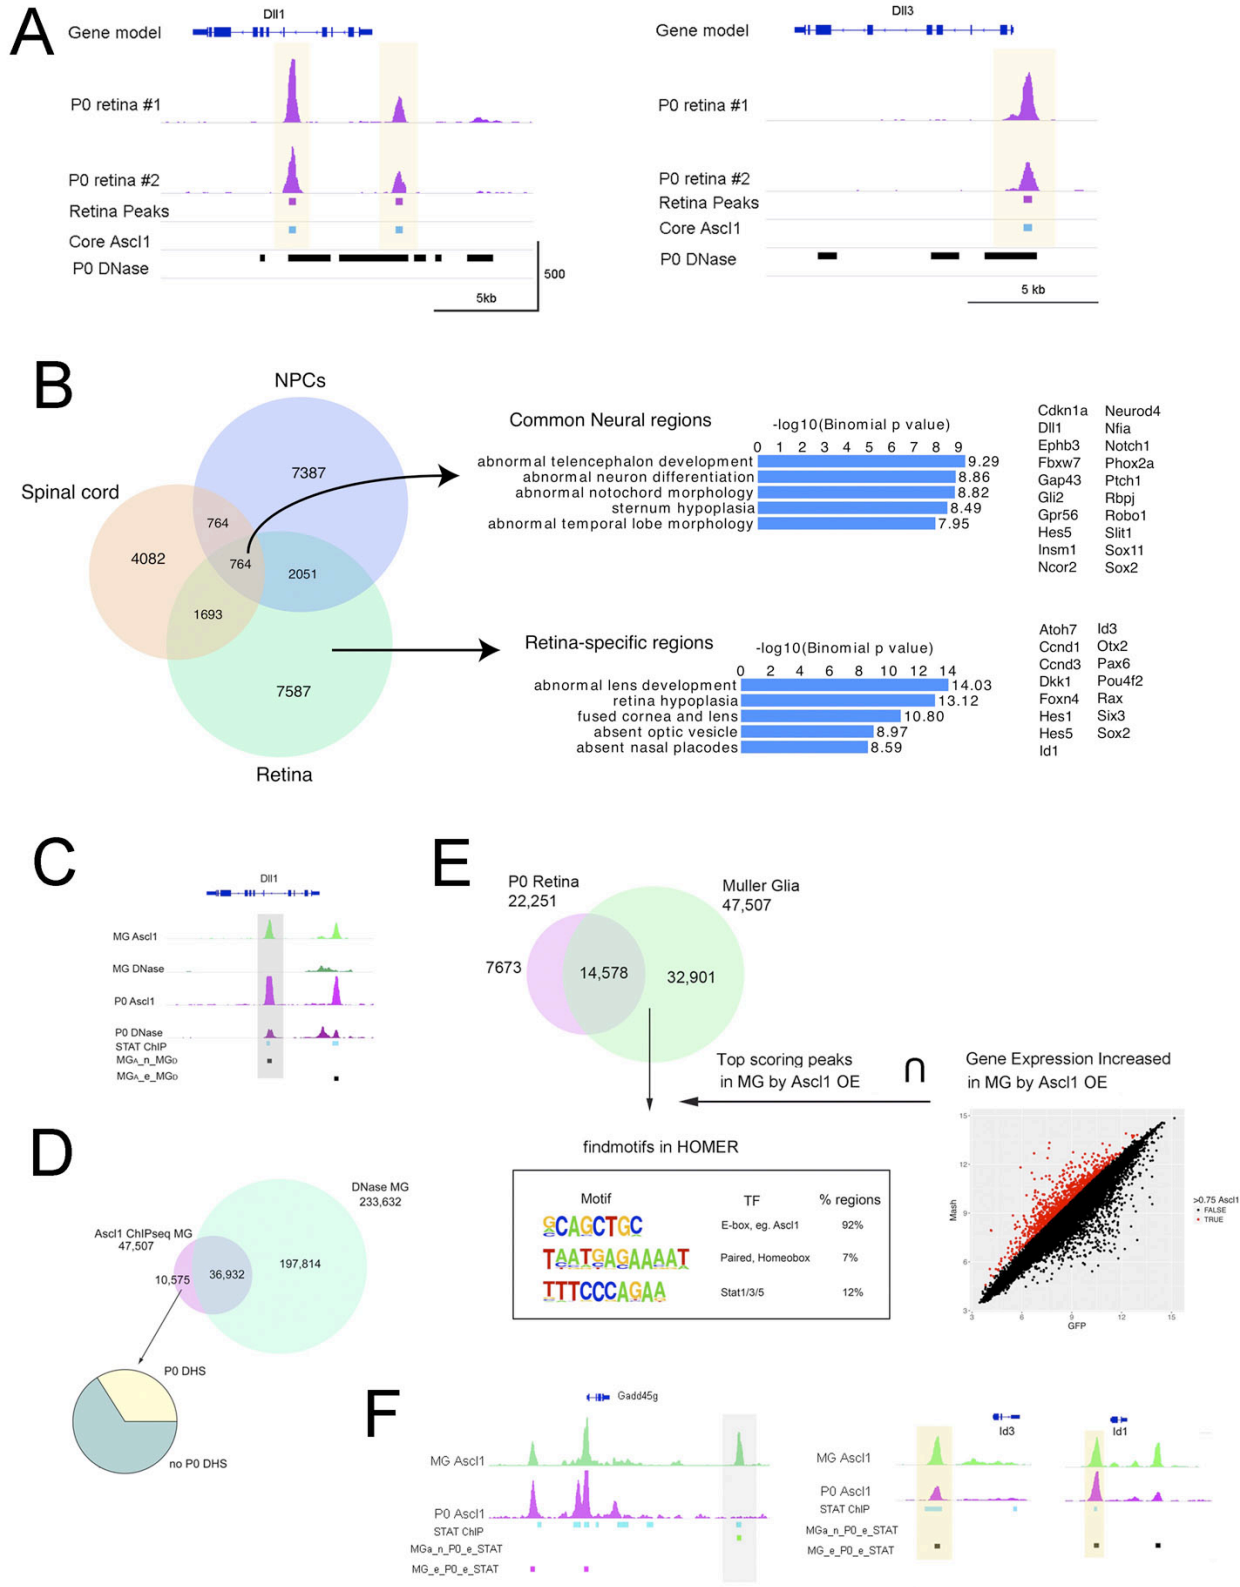 A
Dll1
Gene model
P0 retina #1
P0 retina #2
Retina Peaks
Core Ascl1
P0 DNase
500
5kb
Dll3
Gene model
P0 retina #1
P0 retina #2
Retina Peaks
Core Ascl1
P0 DNase
5 kb
B
NPCs
7387
Spinal cord
764
4082
764
2051
1693
7587
Retina
Common Neural regions
-log10(Binomial p value)
0 1 2 3 4 5 6 7 8 9
abnormal telencephalon development 9.29
abnormal neuron differentiation 8.86
abnormal notochord morphology 8.82
sternum hypoplasia 8.49
abnormal temporal lobe morphology 7.95
Cdkn1a Neurod4
Dll1 Nfia
Ephb3 Notch1
Fbxw7 Phox2a
Gap43 Ptch1
Gli2 Rbpj
Gpr56 Robo1
Hes5 Slit1
Insm1 Sox11
Ncor2 Sox2
Retina-specific regions
-log10(Binomial p value)
0 2 4 6 8 10 12 14
abnormal lens development 14.03
retina hypoplasia 13.12
fused cornea and lens 10.80
absent optic vesicle 8.97
absent nasal placodes 8.59
Atoh7 Id3
Ccnd1 Otx2
Ccnd3 Pax6
Dkk1 Pou4f2
Foxn4 Rax
Hes1 Six3
Hes5 Sox2
Id1
C
Dll1
MG Ascl1
MG DNase
P0 Ascl1
P0 DNase
STAT ChIP
MGA_n_MGD
MGA_e_MGD
D
DNase MG
233,632
Ascl1 ChIPseq MG
47,507
10,575
36,932
197,814
P0 DHS
no P0 DHS
E
P0 Retina
22,251
Muller Glia
47,507
7673
14,578
32,901
Top scoring peaks
in MG by Ascl1 OE
∩
Gene Expression Increased
in MG by Ascl1 OE
findmotifs in HOMER
Motif TF % regions
GCAGCTGC E-box, eg. Ascl1 92%
TAATGAGAAAAT Paired, Homeobox 7%
TTTCCCAGAA Stat1/3/5 12%
15
12
9
6
3
Mash
3 6 9 12 15
GFP
>0.75 Ascl1
FALSE
TRUE
F
Gadd45g
MG Ascl1
P0 Ascl1
STAT ChIP
MGa_n_P0_e_STAT
MG_e_P0_e_STAT
Id3
Id1
MG Ascl1
P0 Ascl1
STAT ChIP
MGa_n_P0_e_STAT
MG_e_P0_e_STAT